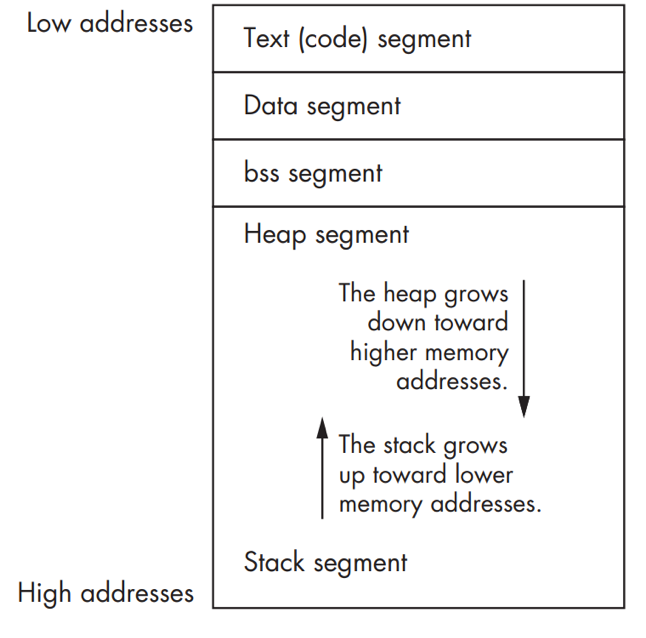 Low addresses
Text (code) segment
Data segment
bss segment
Heap segment
The heap grows
down toward
higher memory
addresses.
The stack grows
up toward lower
memory addresses.
Stack segment
High addresses